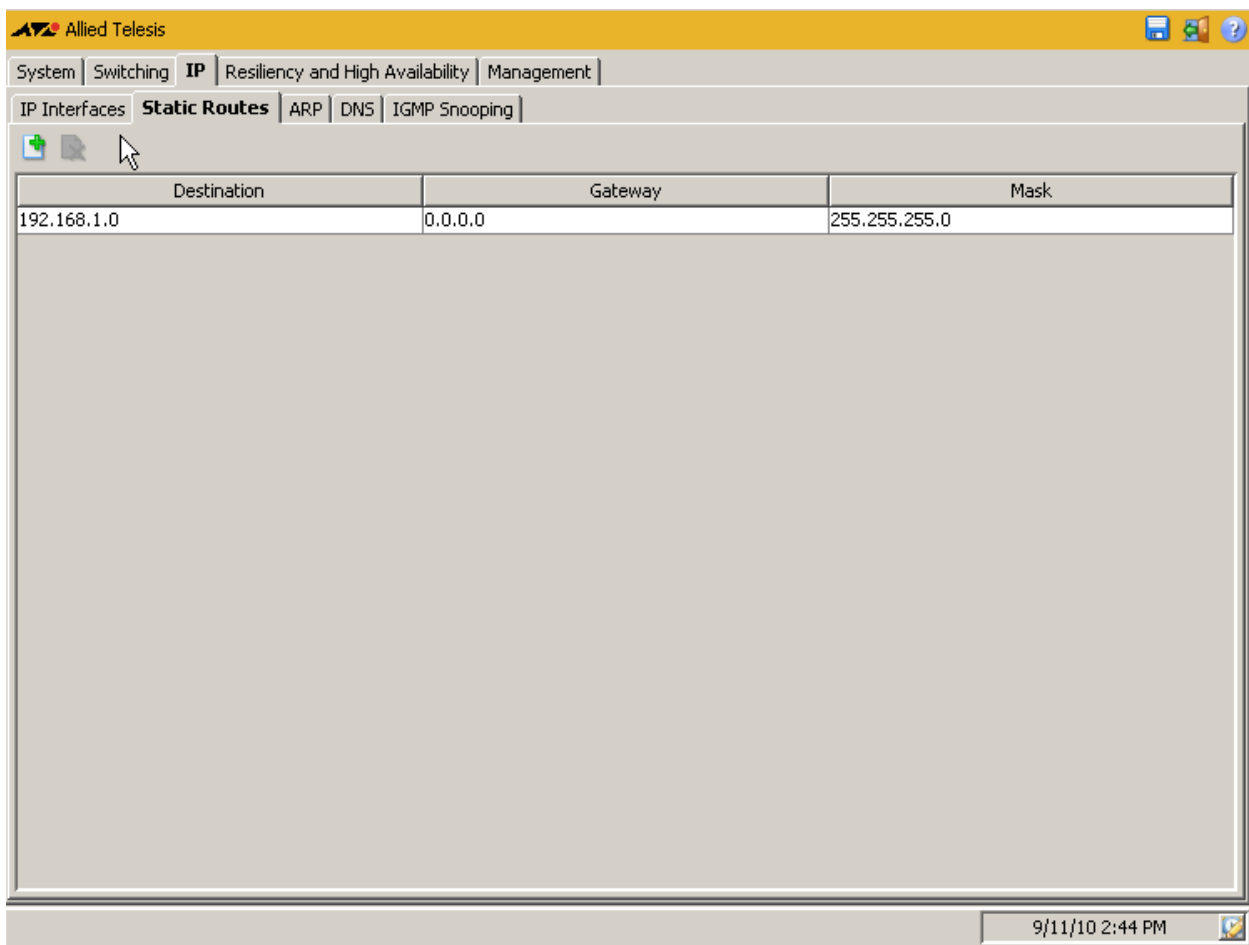 Allied Telesis
System Switching IP Resiliency and High Availability Management
IP Interfaces Static Routes ARP DNS IGMP Snooping
Destination Gateway Mask
192.168.1.0 0.0.0.0 255.255.255.0
9/11/10 2:44 PM